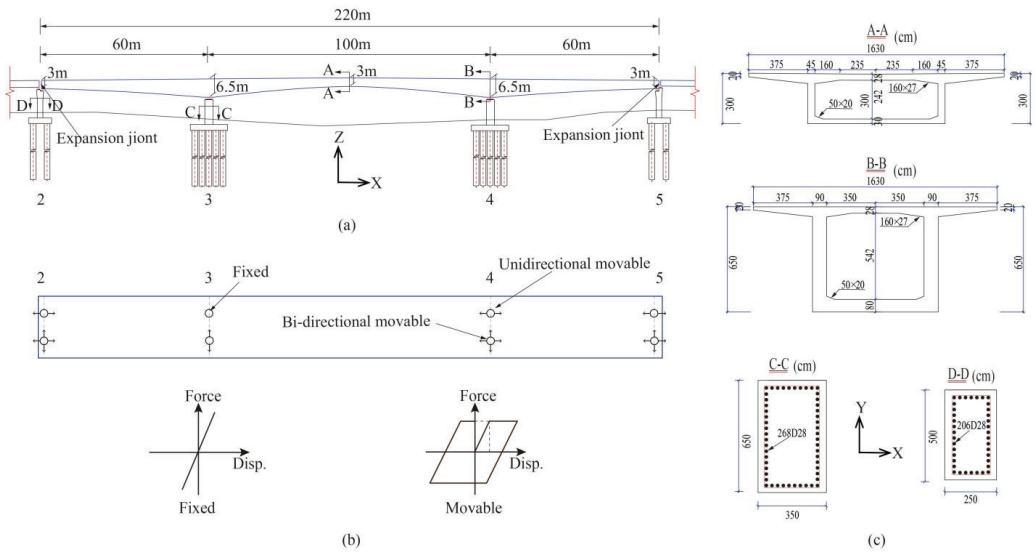 220m
60m
100m
60m
3m
A
3m
B
3m
6.5m
A
6.5m
B
D
D
C
C
Expansion jiont
Z
X
Expansion jiont
2
3
4
5
(a)
2
3
Fixed
4
Unidirectional movable
5
Bi-directional movable
Force
Disp.
Fixed
Force
Disp.
Movable
(b)
A-A (cm)
1630
375 45 160 235 235 160 45 375
20
28
20
300
300
242
160×27
300
50×20
30
B-B (cm)
1630
375 90 350 350 90 375
20
28
20
160×27
650
542
650
50×20
80
C-C (cm)
D-D (cm)
650
268D28
Y
X
500
206D28
350
250
(c)